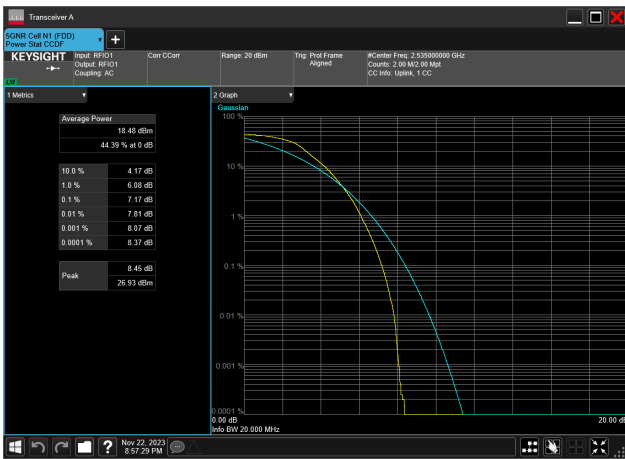 Transceiver A
5GNR Cell N1 (FDD)
Power Stat CCDF
KEYSIGHT
Input: RFIO1
Output: RFIO1
Coupling: AC
Corr CCorr
Range: 20 dBm
Trig: Prot Frame
Aligned
#Center Freq: 2.535000000 GHz
Counts: 2.00 M/2.00 Mpt
CC Info: Uplink, 1 CC
1 Metrics
Average Power
18.48 dBm
44.39 % at 0 dB
10.0 % 4.17 dB
1.0 % 6.08 dB
0.1 % 7.17 dB
0.01 % 7.81 dB
0.001 % 8.07 dB
0.0001 % 8.37 dB
Peak
8.45 dB
26.93 dBm
2 Graph
Gaussian
100 %
10 %
1 %
0.1 %
0.01 %
0.001 %
0.0001 %
0.00 dB
20.00 dB
Info BW 20.000 MHz
Nov 22, 2023
8:57:29 PM